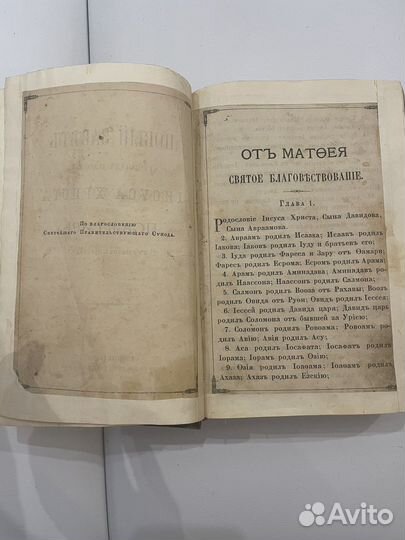 По благословению
Святѣйшаго Правительствующаго Сѵнода.
ОТЪ МАТѲЕЯ
СВЯТОЕ БЛАГОВѢСТВОВАНІЕ.
ГЛАВА 1.
Родословіе Іисуса Христа, Сына Давидова,
Сына Авраамова.
2. Авраамъ родилъ Исаака; Исаакъ родилъ
Іакова; Іаковъ родилъ Іуду и братьевъ его;
3. Іуда родилъ Фареса и Зару отъ Ѳамари;
Фаресъ родилъ Есрома; Есромъ родилъ Арама;
4. Арамъ родилъ Аминадава; Аминадавъ
родилъ Наассона; Наассонъ родилъ Салмона;
5. Салмонъ родилъ Вооза отъ Рахавы; Воозъ
родилъ Овида отъ Руѳи; Овидъ родилъ Іессея;
6. Іессей родилъ Давида царя; Давидъ царь
родилъ Соломона отъ бывшей за Уріею;
7. Соломонъ родилъ Ровоама; Ровоамъ ро-
дилъ Авію; Авія родилъ Асу;
8. Аса родилъ Іосафата; Іосафатъ родилъ
Іорама; Іорамъ родилъ Озію;
9. Озія родилъ Іоаѳама; Іоаѳамъ родилъ
Ахаза; Ахазъ родилъ Езекію;
Avito